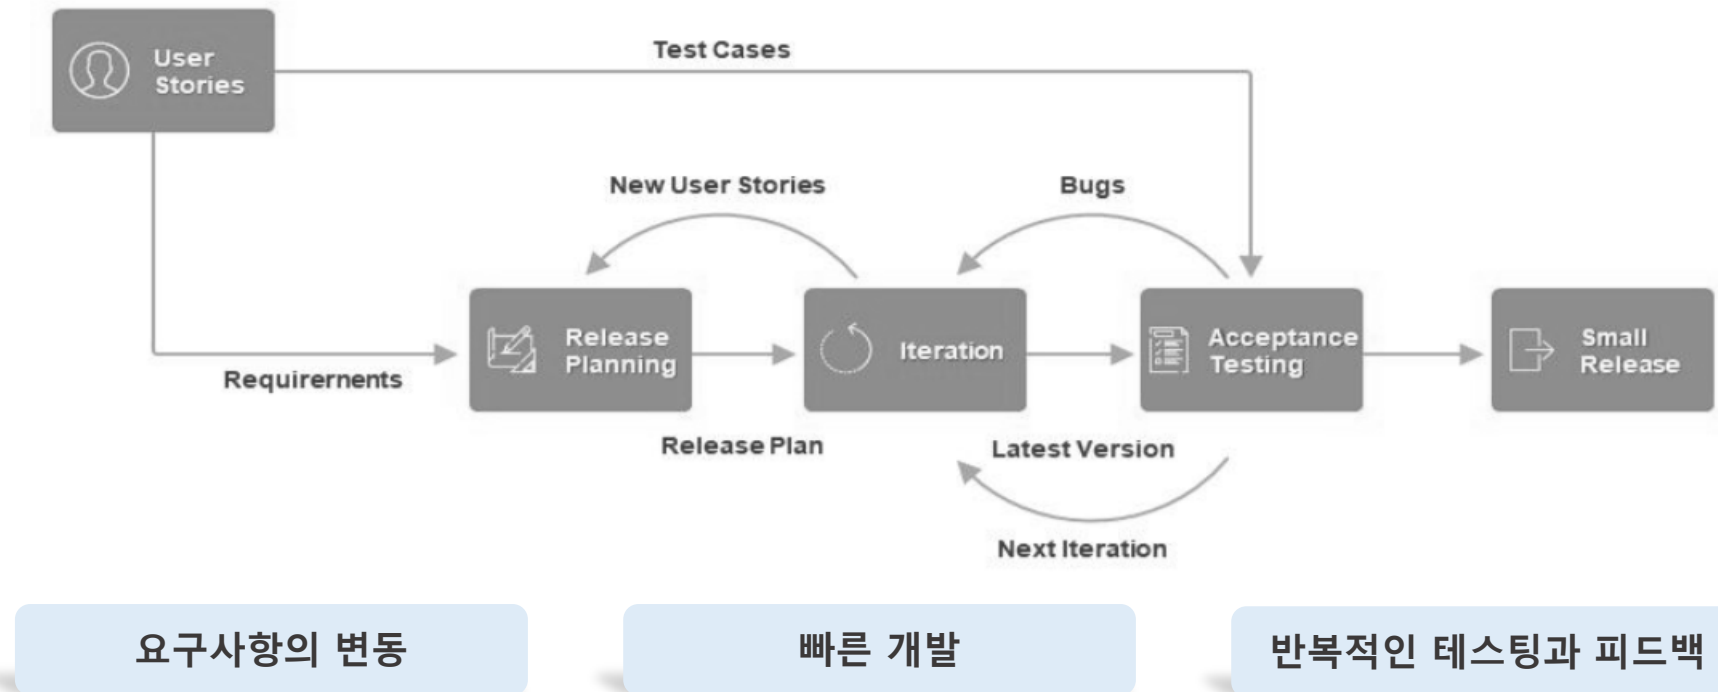 User
Stories
Test Cases
New User Stories
Bugs
Release
Planning
Iteration
Acceptance
Testing
Small
Release
Requirernents
Release Plan
Latest Version
Next Iteration
요구사항의 변동
빠른 개발
반복적인 테스팅과 피드백